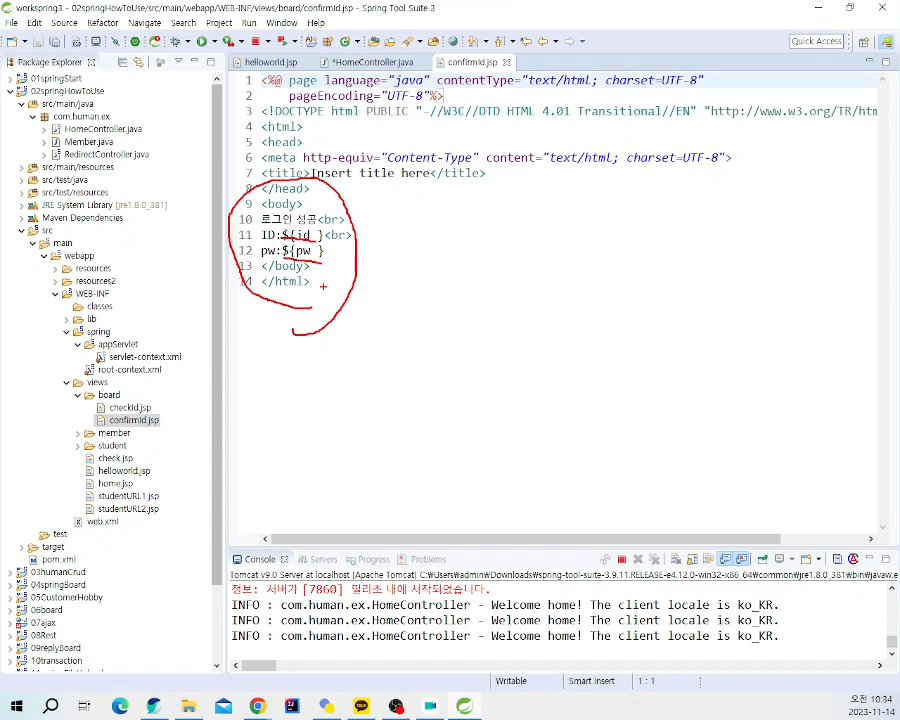 workspring3 - 02springHowToUse/src/main/webapp/WEB-INF/views/board/confirmId.jsp - Spring Tool Suite 3
File Edit Source Refactor Navigate Search Project Run Window Help
Quick Access
Package Explorer
helloworld.jsp
*HomeController.java
confirmId.jsp
01springStart
02springHowToUse
src/main/java
com.human.ex
HomeController.java
Member.java
RedirectController.java
src/main/resources
src/test/java
src/test/resources
JRE System Library [jre1.8.0_381]
Maven Dependencies
src
main
webapp
resources
resources2
WEB-INF
classes
lib
spring
appServlet
servlet-context.xml
root-context.xml
views
board
checkId.jsp
confirmId.jsp
member
student
check.jsp
helloworld.jsp
home.jsp
studentURL1.jsp
studentURL2.jsp
web.xml
test
target
pom.xml
03humanCrud
04springBoard
05CustomerHobby
06board
07ajax
08Rest
09replyBoard
10transaction
1 <%@ page language="java" contentType="text/html; charset=UTF-8"
2 pageEncoding="UTF-8"%>
3 <!DOCTYPE html PUBLIC "-//W3C//DTD HTML 4.01 Transitional//EN" "http://www.w3.org/TR/htm
4 <html>
5 <head>
6 <meta http-equiv="Content-Type" content="text/html; charset=UTF-8">
7 <title>Insert title here</title>
8 </head>
9 <body>
10 로그인 성공<br>
11 ID:${id }<br>
12 pw:${pw }
13 </body>
14 </html>
Console Servers Progress Problems
Tomcat v9.0 Server at localhost [Apache Tomcat] C:\Users\admin\Downloads\spring-tool-suite-3.9.11.RELEASE-e4.12.0-win32-x86_64\common\jre1.8.0_381\bin\javaw.e
정보: 서버가 [7860] 밀리초 내에 시작되었습니다.
INFO : com.human.ex.HomeController - Welcome home! The client locale is ko_KR.
INFO : com.human.ex.HomeController - Welcome home! The client locale is ko_KR.
INFO : com.human.ex.HomeController - Welcome home! The client locale is ko_KR.
Writable Smart Insert 1 : 1
오전 10:34
2023-11-14